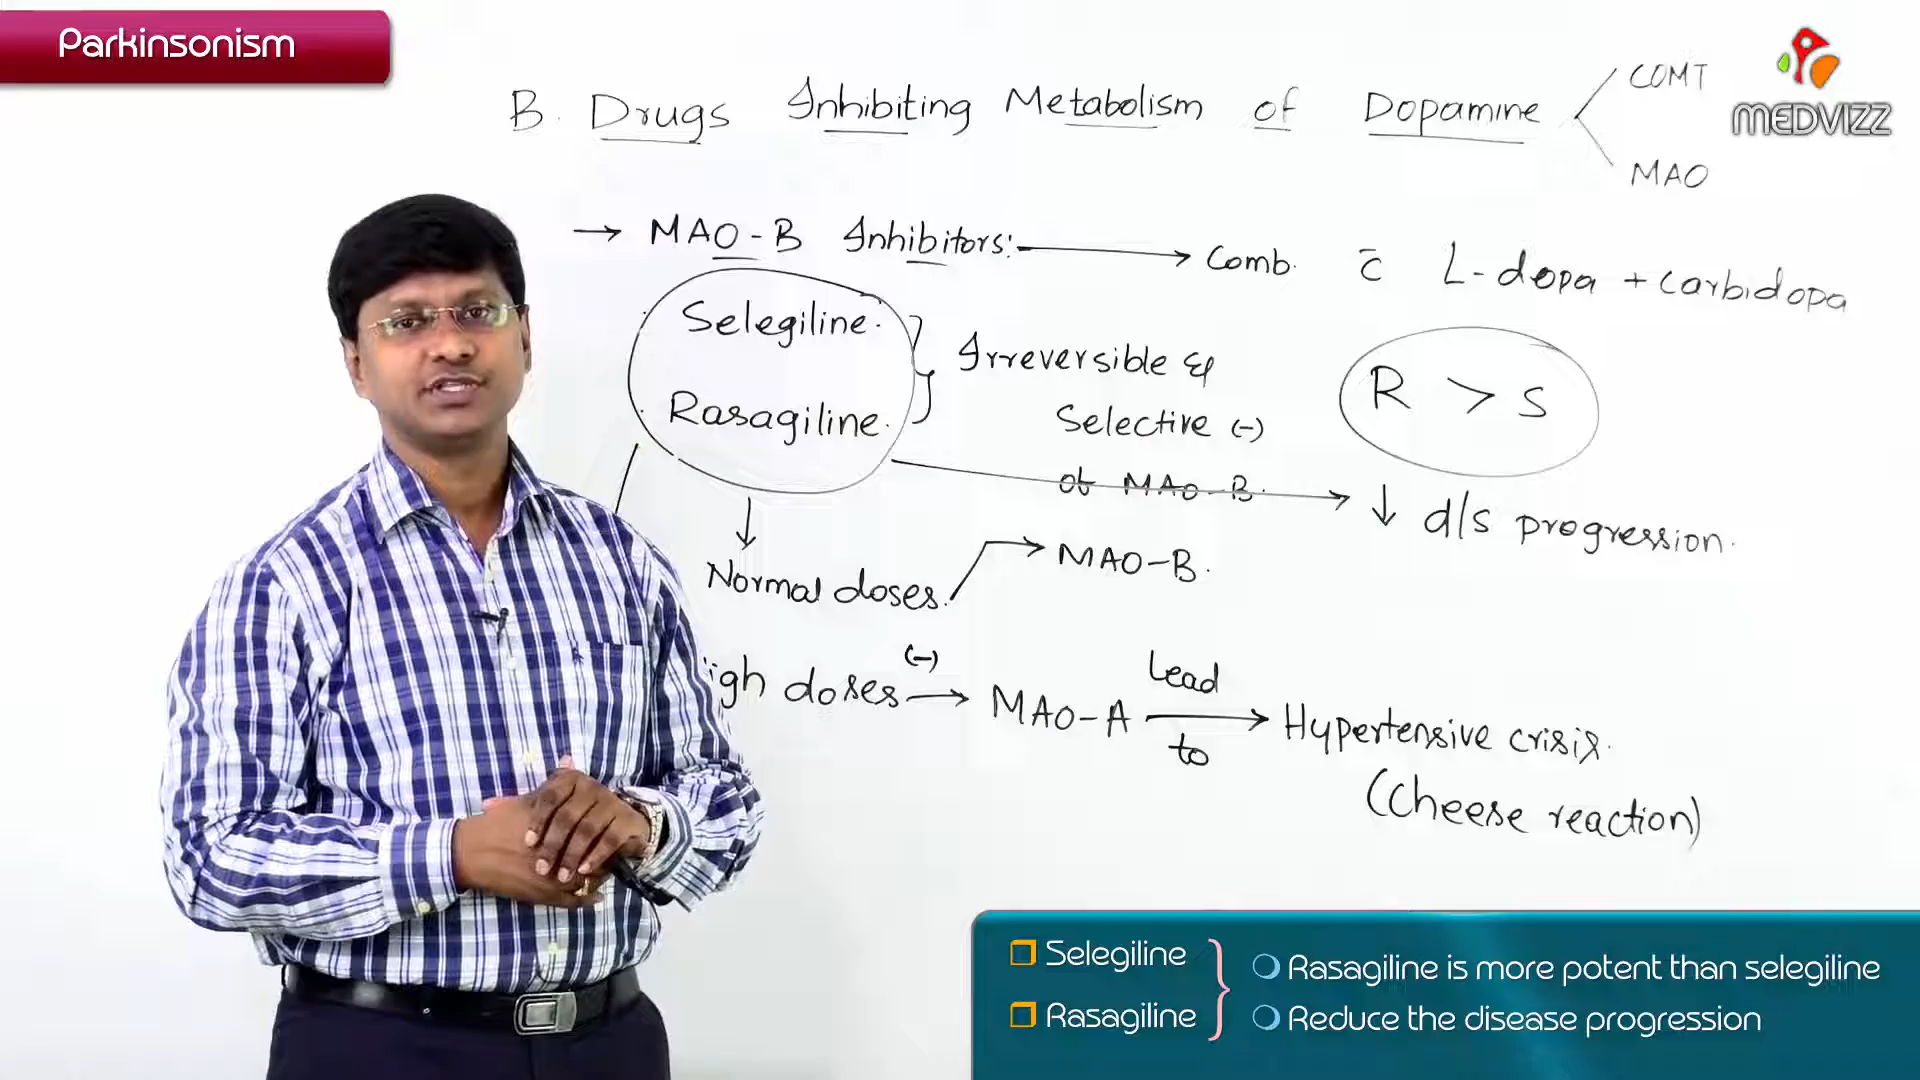 Parkinsonism
B. Drugs Inhibiting Metabolism of Dopamine
COMT
MAO
MEDVIZZ
→ MAO-B Inhibitors: → Comb. c̄ L-dopa + carbidopa
Selegiline.
Rasagiline.
Irreversible &
Selective (-)
of MAO-B.
R > S
↓ d/s progression.
Normal doses. → MAO-B.
igh doses (-) → MAO-A Lead to → Hypertensive crisis.
(Cheese reaction)
Selegiline
Rasagiline
Rasagiline is more potent than selegiline
Reduce the disease progression